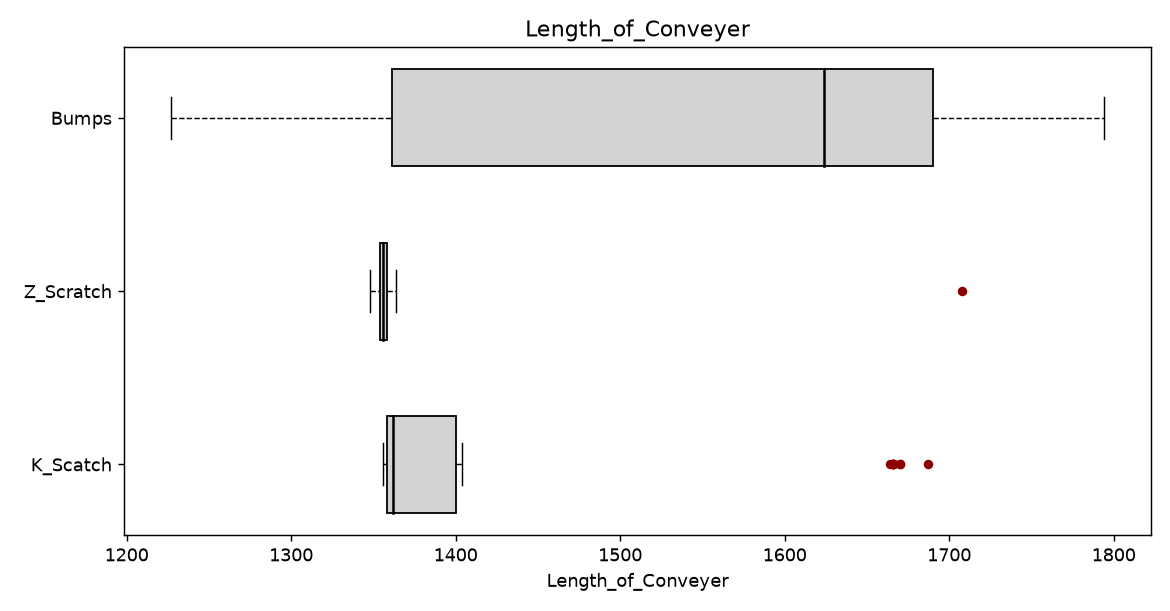 Length_of_Conveyer
Bumps
Z_Scratch
K_Scatch
1200 1300 1400 1500 1600 1700 1800
Length_of_Conveyer